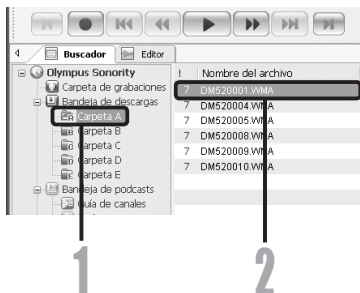 Buscador Editor
Olympus Sonority
Carpeta de grabaciones
Bandeja de descargas
Carpeta A
Carpeta B
Carpeta C
Carpeta D
Carpeta E
Bandeja de podcasts
Guía de canales
! Nombre del archivo
7 DM520001.WMA
7 DM520004.WMA
7 DM520005.WMA
7 DM520008.WMA
7 DM520009.WMA
7 DM520010.WMA
1 2